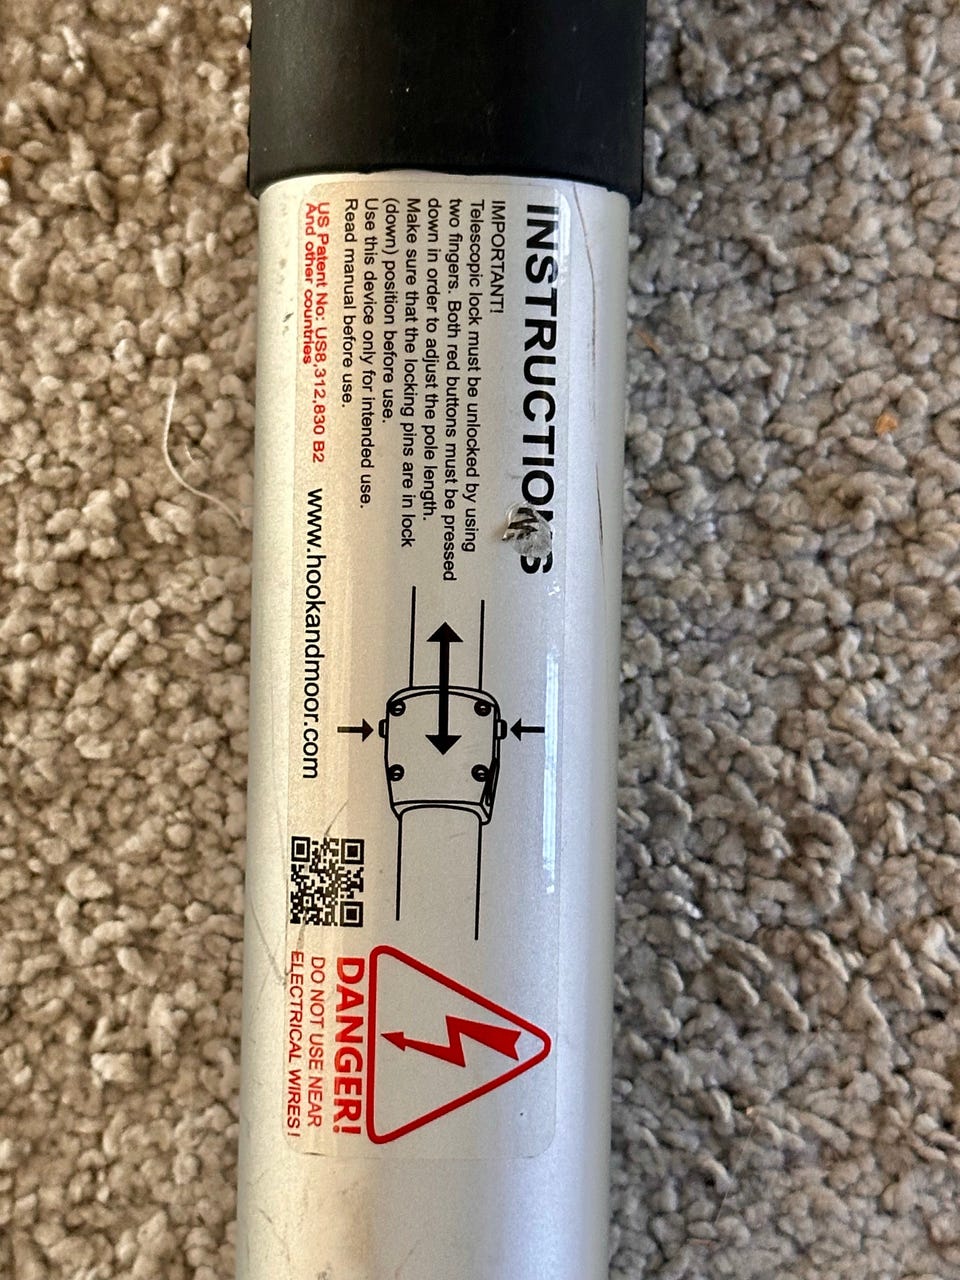 INSTRUCTIONS
IMPORTANT!
Telescopic lock must be unlocked by using
two fingers. Both red buttons must be pressed
down in order to adjust the pole length.
Make sure that the locking pins are in lock
(down) position before use.
Use this device only for intended use.
Read manual before use.
US Patent No: US8,312,830 B2
And other countries
www.hookandmoor.com
DANGER!
DO NOT USE NEAR
ELECTRICAL WIRES!